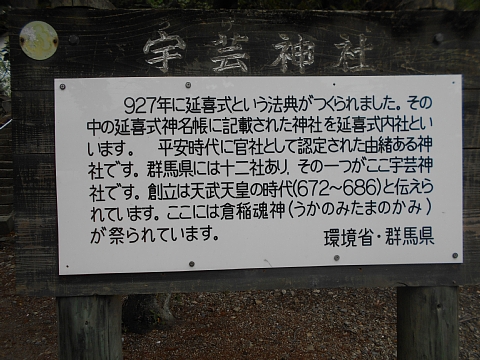 宇芸神社
927年に延喜式という法典がつくられました。その
中の延喜式神名帳に記載された神社を延喜式内社とい
います。　平安時代に官社として認定された由緒ある神
社です。群馬県には十二社あり、その一つがここ宇芸神
社です。創立は天武天皇の時代(672〜686)と伝えら
れています。ここには倉稲魂神(うかのみたまのかみ)
が祭られています。　　　環境省・群馬県